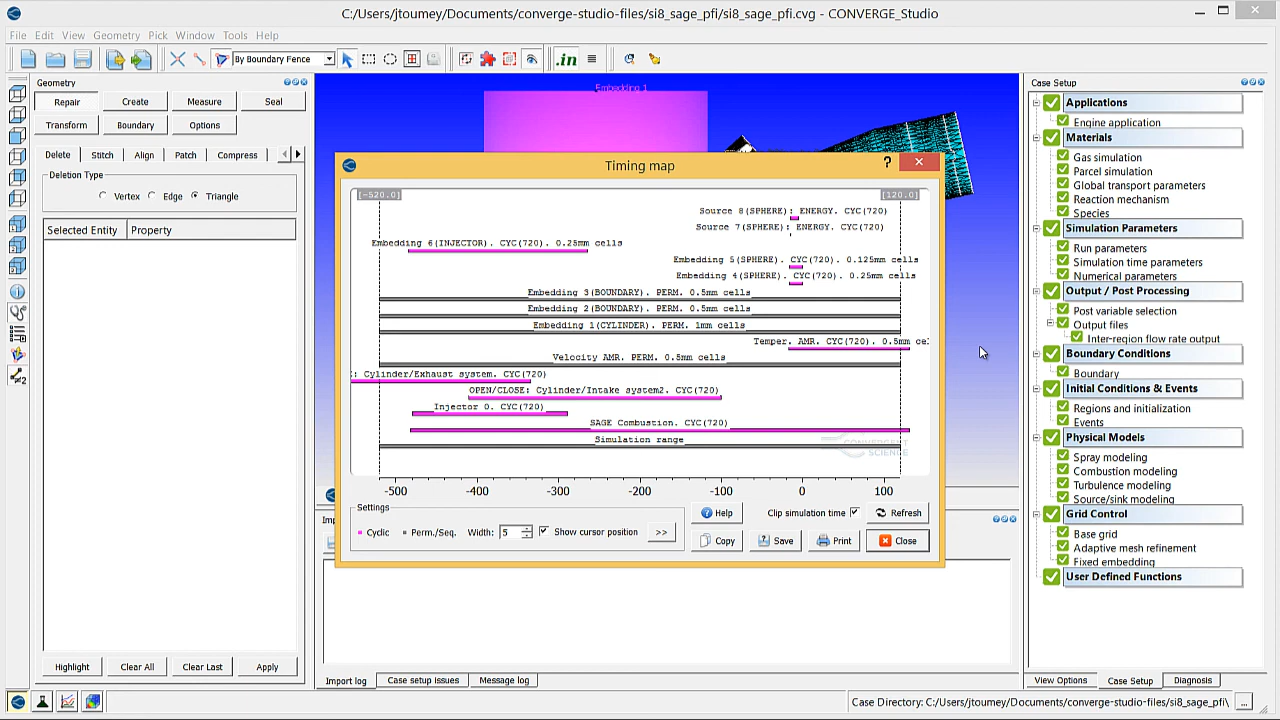 C:/Users/jtoumey/Documents/converge-studio-files/si8_sage_pfi/si8_sage_pfi.cvg - CONVERGE_Studio
File Edit View Geometry Pick Window Tools Help
By Boundary Fence
.in
Geometry
Repair Create Measure Seal
Transform Boundary Options
Delete Stitch Align Patch Compress
Deletion Type
Vertex Edge Triangle
Selected Entity Property
Highlight Clear All Clear Last Apply
Embedding 1
Timing map
?
[-520.0] [120.0]
Source 8(SPHERE): ENERGY. CYC(720)
Source 7(SPHERE): ENERGY. CYC(720)
Embedding 6(INJECTOR). CYC(720). 0.25mm cells
Embedding 5(SPHERE). CYC(720). 0.125mm cells
Embedding 4(SPHERE). CYC(720). 0.25mm cells
Embedding 3(BOUNDARY). PERM. 0.5mm cells
Embedding 2(BOUNDARY). PERM. 0.5mm cells
Embedding 1(CYLINDER). PERM. 1mm cells
Temper. AMR. CYC(720). 0.5mm ce
Velocity AMR. PERM. 0.5mm cells
: Cylinder/Exhaust system. CYC(720)
OPEN/CLOSE: Cylinder/Intake system2. CYC(720)
Injector 0. CYC(720)
SAGE Combustion. CYC(720)
Simulation range
CONVERGENT
SCIENCE
-500 -400 -300 -200 -100 0 100
Settings
Cyclic Perm./Seq. Width: 5 Show cursor position >>
Help Clip simulation time Refresh
Copy Save Print Close
Import log Case setup issues Message log
Case Setup
Applications
Engine application
Materials
Gas simulation
Parcel simulation
Global transport parameters
Reaction mechanism
Species
Simulation Parameters
Run parameters
Simulation time parameters
Numerical parameters
Output / Post Processing
Post variable selection
Output files
Inter-region flow rate output
Boundary Conditions
Boundary
Initial Conditions & Events
Regions and initialization
Events
Physical Models
Spray modeling
Combustion modeling
Turbulence modeling
Source/sink modeling
Grid Control
Base grid
Adaptive mesh refinement
Fixed embedding
User Defined Functions
View Options Case Setup Diagnosis
Case Directory: C:/Users/jtoumey/Documents/converge-studio-files/si8_sage_pfi/ ...